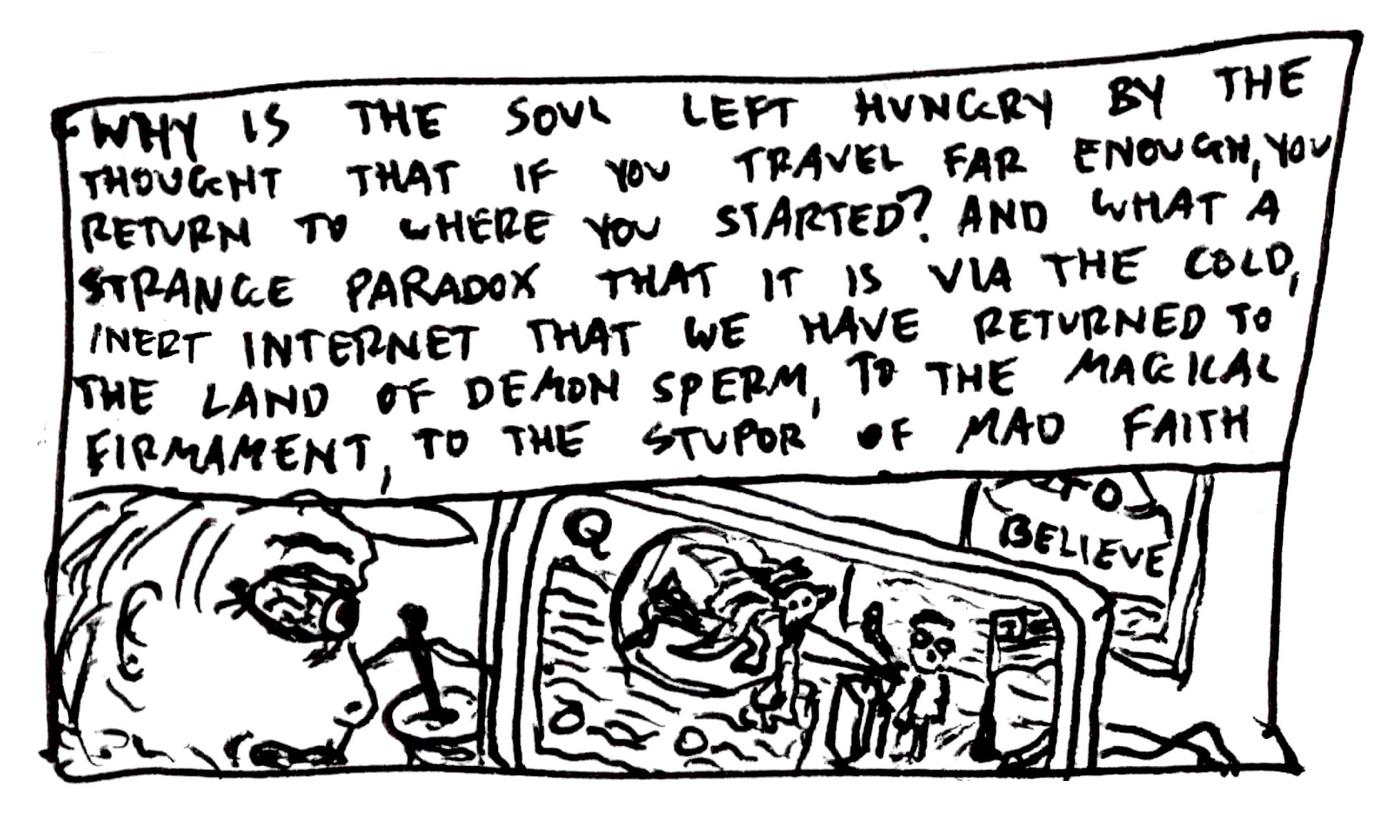 WHY IS THE SOUL LEFT HUNGRY BY THE
THOUGHT THAT IF YOU TRAVEL FAR ENOUGH, YOU
RETURN TO WHERE YOU STARTED? AND WHAT A
STRANGE PARADOX THAT IT IS VIA THE COLD,
INERT INTERNET THAT WE HAVE RETURNED TO
THE LAND OF DEMON SPERM, TO THE MAGICAL
FIRMAMENT, TO THE STUPOR OF MAD FAITH
Q
TO
BELIEVE